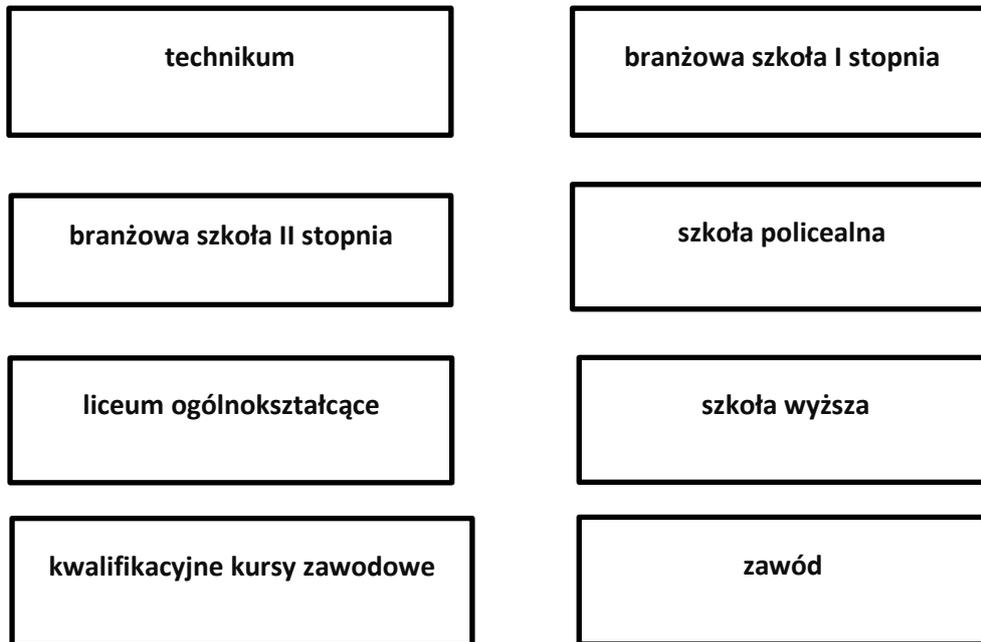 technikum
branżowa szkoła I stopnia
branżowa szkoła II stopnia
szkoła policealna
liceum ogólnokształcące
szkoła wyższa
kwalifikacyjne kursy zawodowe
zawód